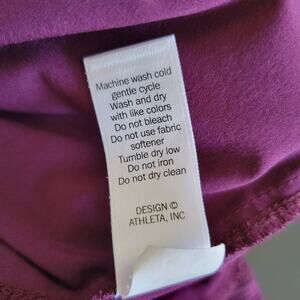 Machine wash cold
gentle cycle
Wash and dry
with like colors
Do not bleach
Do not use fabric
softener
Tumble dry low
Do not iron
Do not dry clean
DESIGN ©
ATHLETA, INC